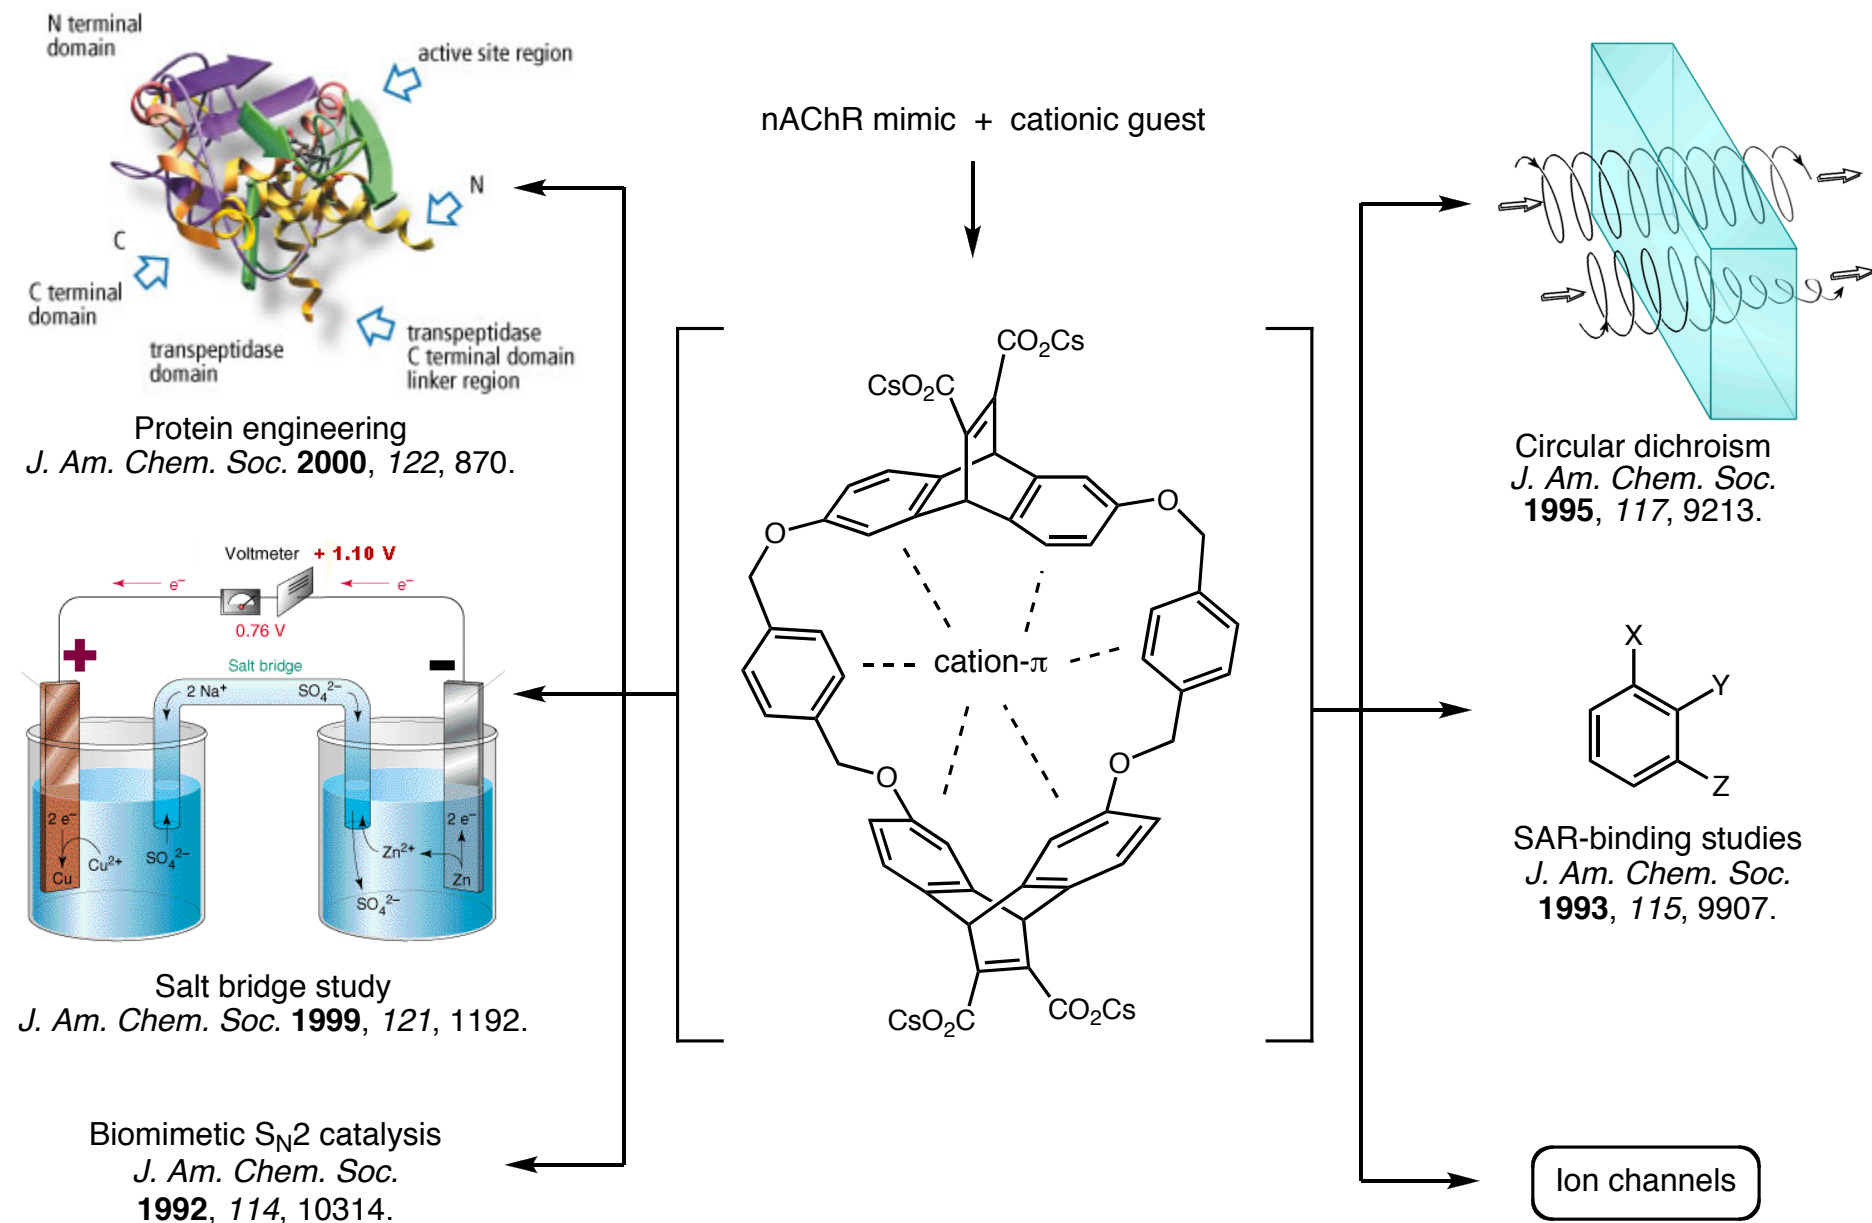 N terminal
domain
active site region
N
C
C terminal
domain
transpeptidase
domain
transpeptidase
C terminal domain
linker region
Protein engineering
J. Am. Chem. Soc. 2000, 122, 870.
Voltmeter + 1.10 V
e⁻
e⁻
0.76 V
Salt bridge
2 Na⁺
SO₄²⁻
2 e⁻
Cu²⁺
Cu
SO₄²⁻
Zn²⁺
2 e⁻
Zn
SO₄²⁻
Salt bridge study
J. Am. Chem. Soc. 1999, 121, 1192.
Biomimetic S_N2 catalysis
J. Am. Chem. Soc.
1992, 114, 10314.
nAChR mimic + cationic guest
CO₂Cs
CsO₂C
O
O
cation-π
O
O
CsO₂C
CO₂Cs
Circular dichroism
J. Am. Chem. Soc.
1995, 117, 9213.
X
Y
Z
SAR-binding studies
J. Am. Chem. Soc.
1993, 115, 9907.
Ion channels